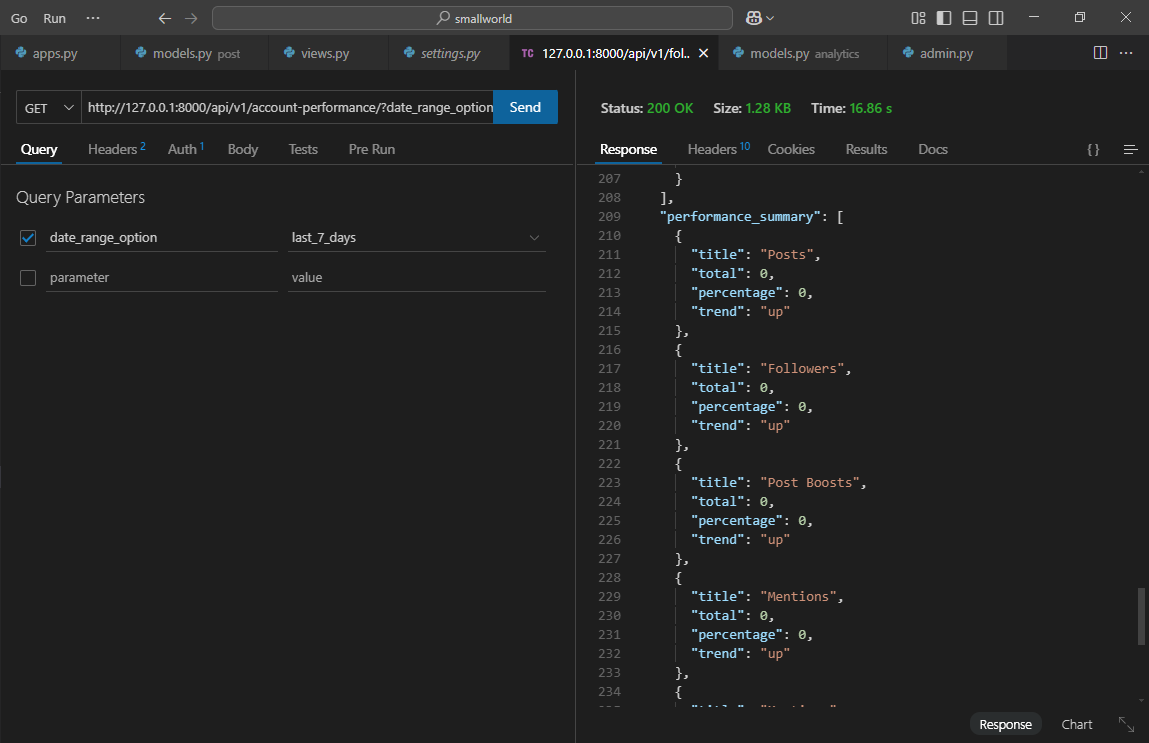 Go Run ··· smallworld
apps.py models.py post views.py settings.py TC 127.0.0.1:8000/api/v1/fol.. models.py analytics admin.py
GET http://127.0.0.1:8000/api/v1/account-performance/?date_range_option Send
Query Headers 2 Auth 1 Body Tests Pre Run
Query Parameters
date_range_option last_7_days
parameter value
Status: 200 OK Size: 1.28 KB Time: 16.86 s
Response Headers 10 Cookies Results Docs { }
207 }
208 ],
209 "performance_summary": [
210 {
211 "title": "Posts",
212 "total": 0,
213 "percentage": 0,
214 "trend": "up"
215 },
216 {
217 "title": "Followers",
218 "total": 0,
219 "percentage": 0,
220 "trend": "up"
221 },
222 {
223 "title": "Post Boosts",
224 "total": 0,
225 "percentage": 0,
226 "trend": "up"
227 },
228 {
229 "title": "Mentions",
230 "total": 0,
231 "percentage": 0,
232 "trend": "up"
233 },
234 {
Response Chart